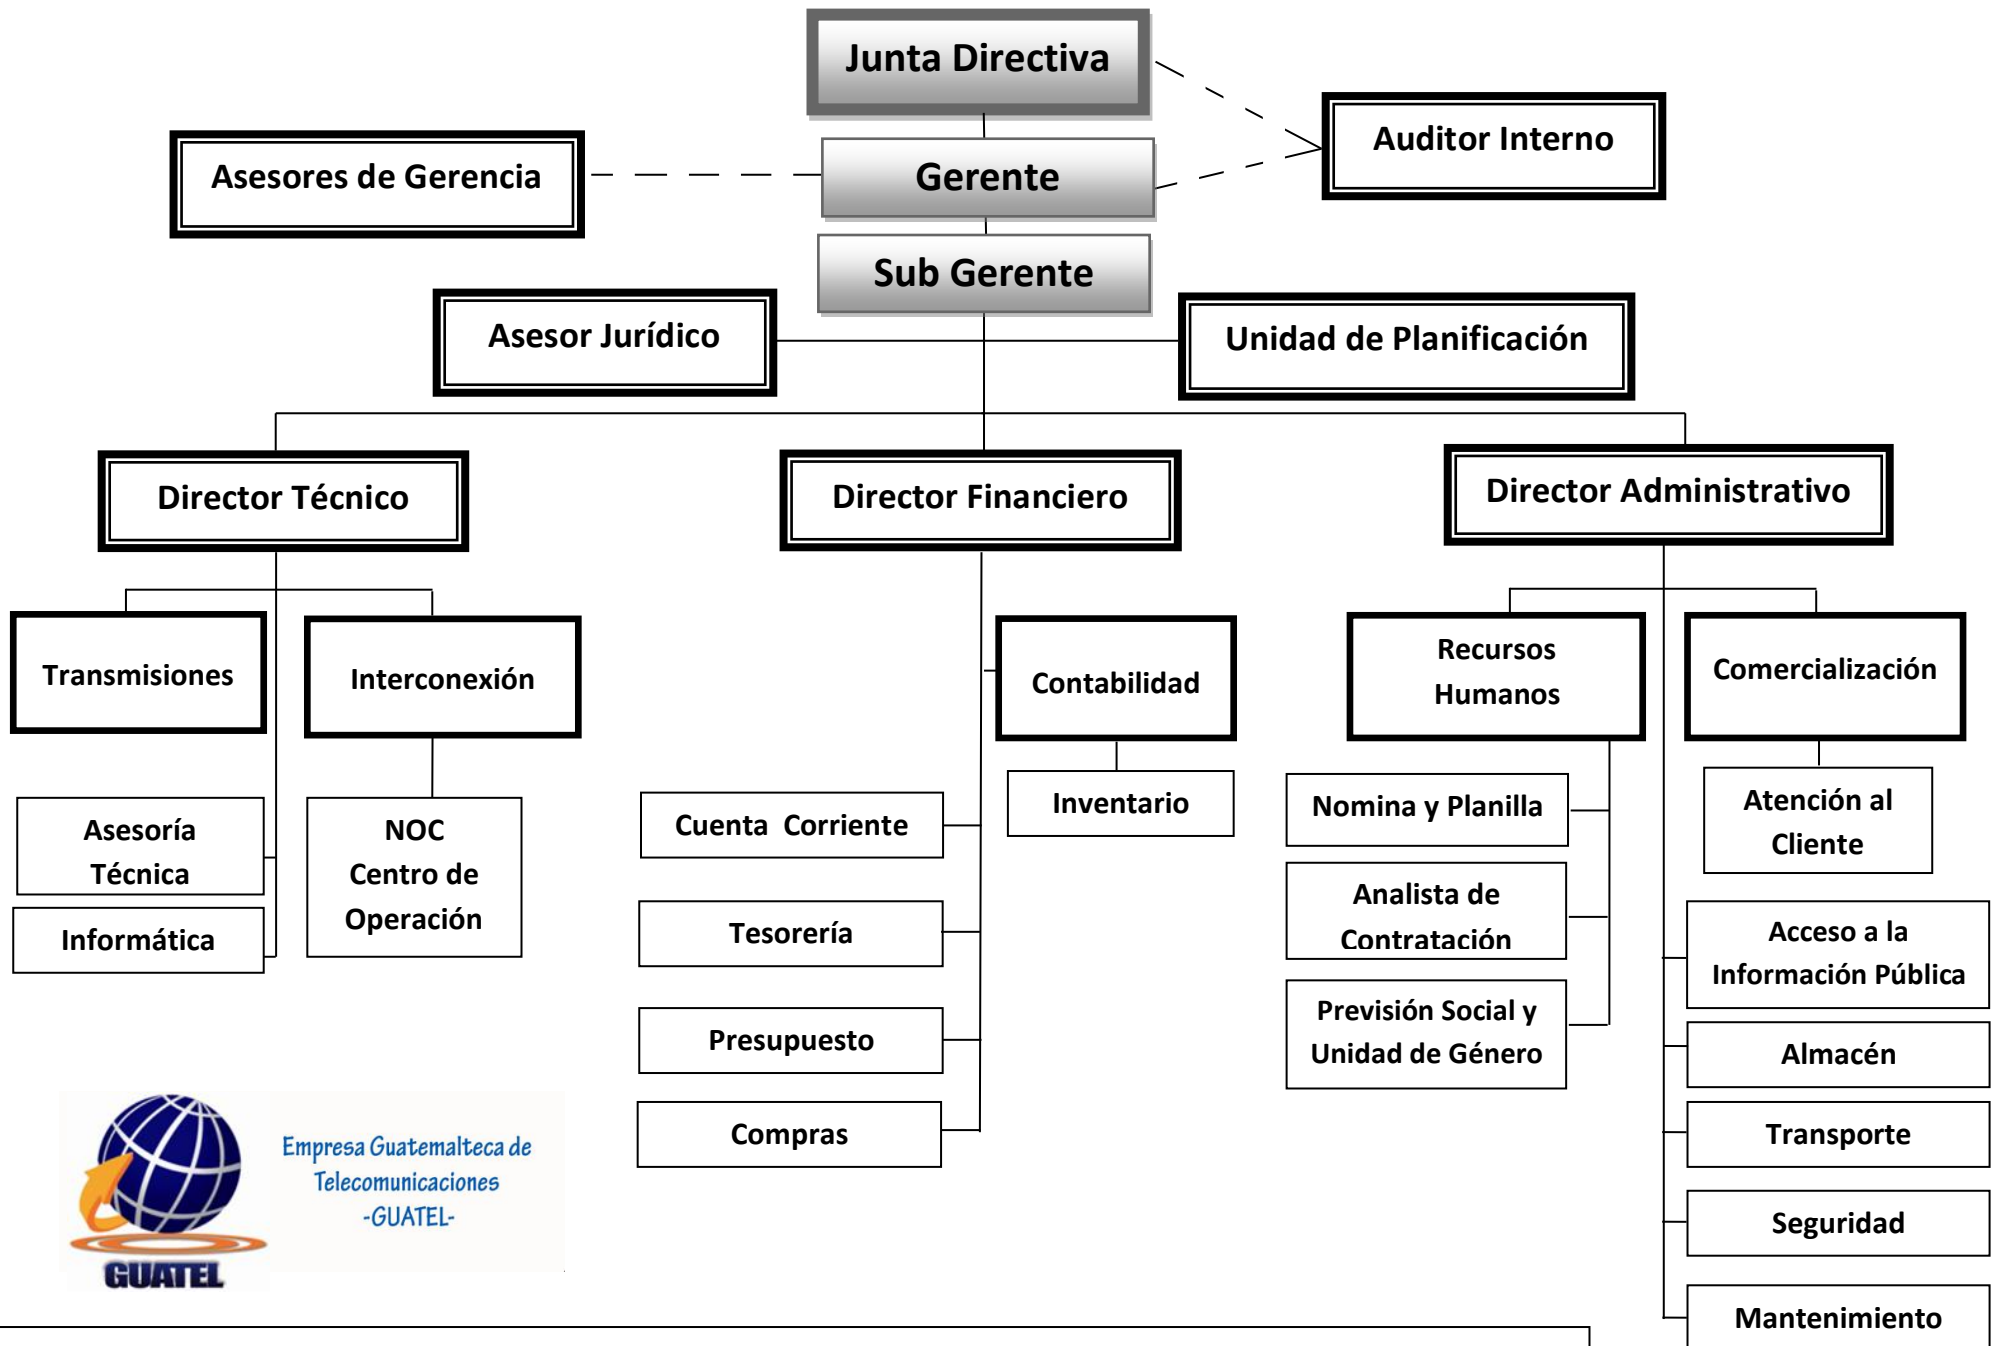 Junta Directiva
Auditor Interno
Asesores de Gerencia
Gerente
Sub Gerente
Asesor Jurídico
Unidad de Planificación
Director Técnico
Director Financiero
Director Administrativo
Transmisiones
Interconexión
Contabilidad
Recursos
Humanos
Comercialización
Asesoría
Técnica
Informática
NOC
Centro de
Operación
Inventario
Cuenta Corriente
Tesorería
Presupuesto
Compras
Nomina y Planilla
Analista de
Contratación
Previsión Social y
Unidad de Género
Atención al
Cliente
Acceso a la
Información Pública
Almacén
Transporte
Seguridad
Mantenimiento
Empresa Guatemalteca de
Telecomunicaciones
-GUATEL-
GUATEL